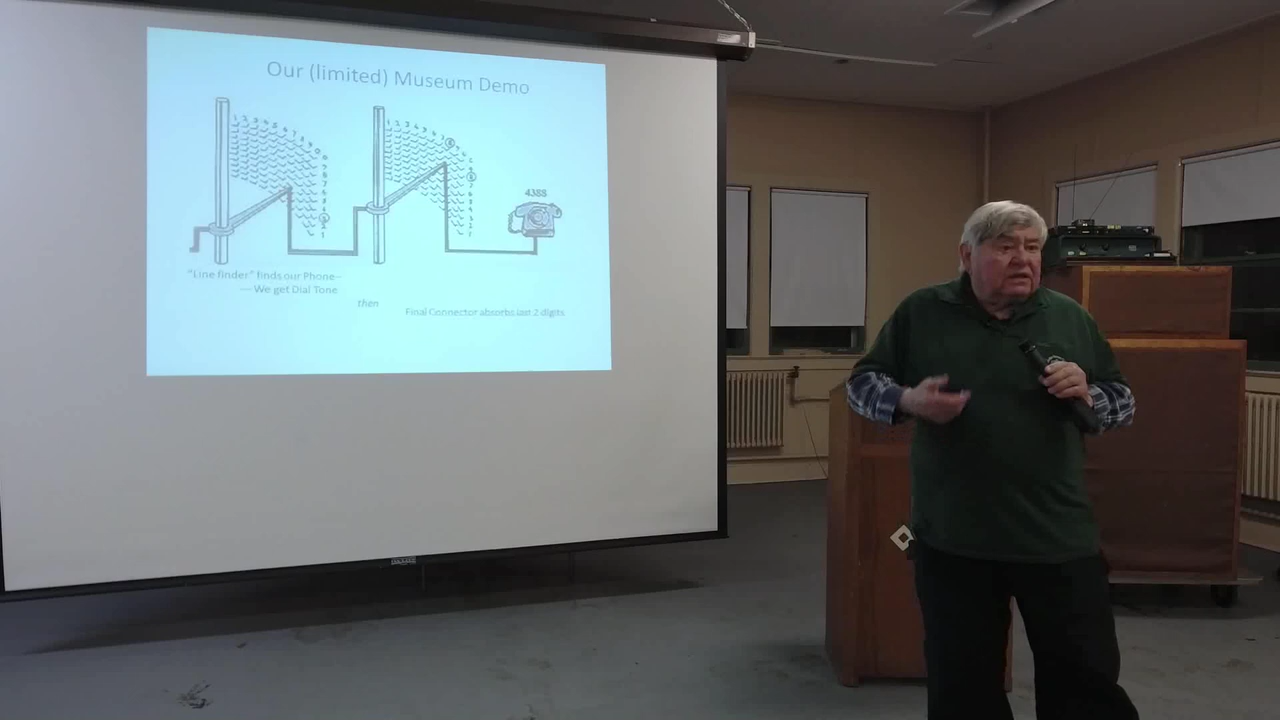 Our (limited) Museum Demo
4388
"Line finder" finds our Phone–
— We get Dial Tone
then
Final Connector absorbs last 2 digits